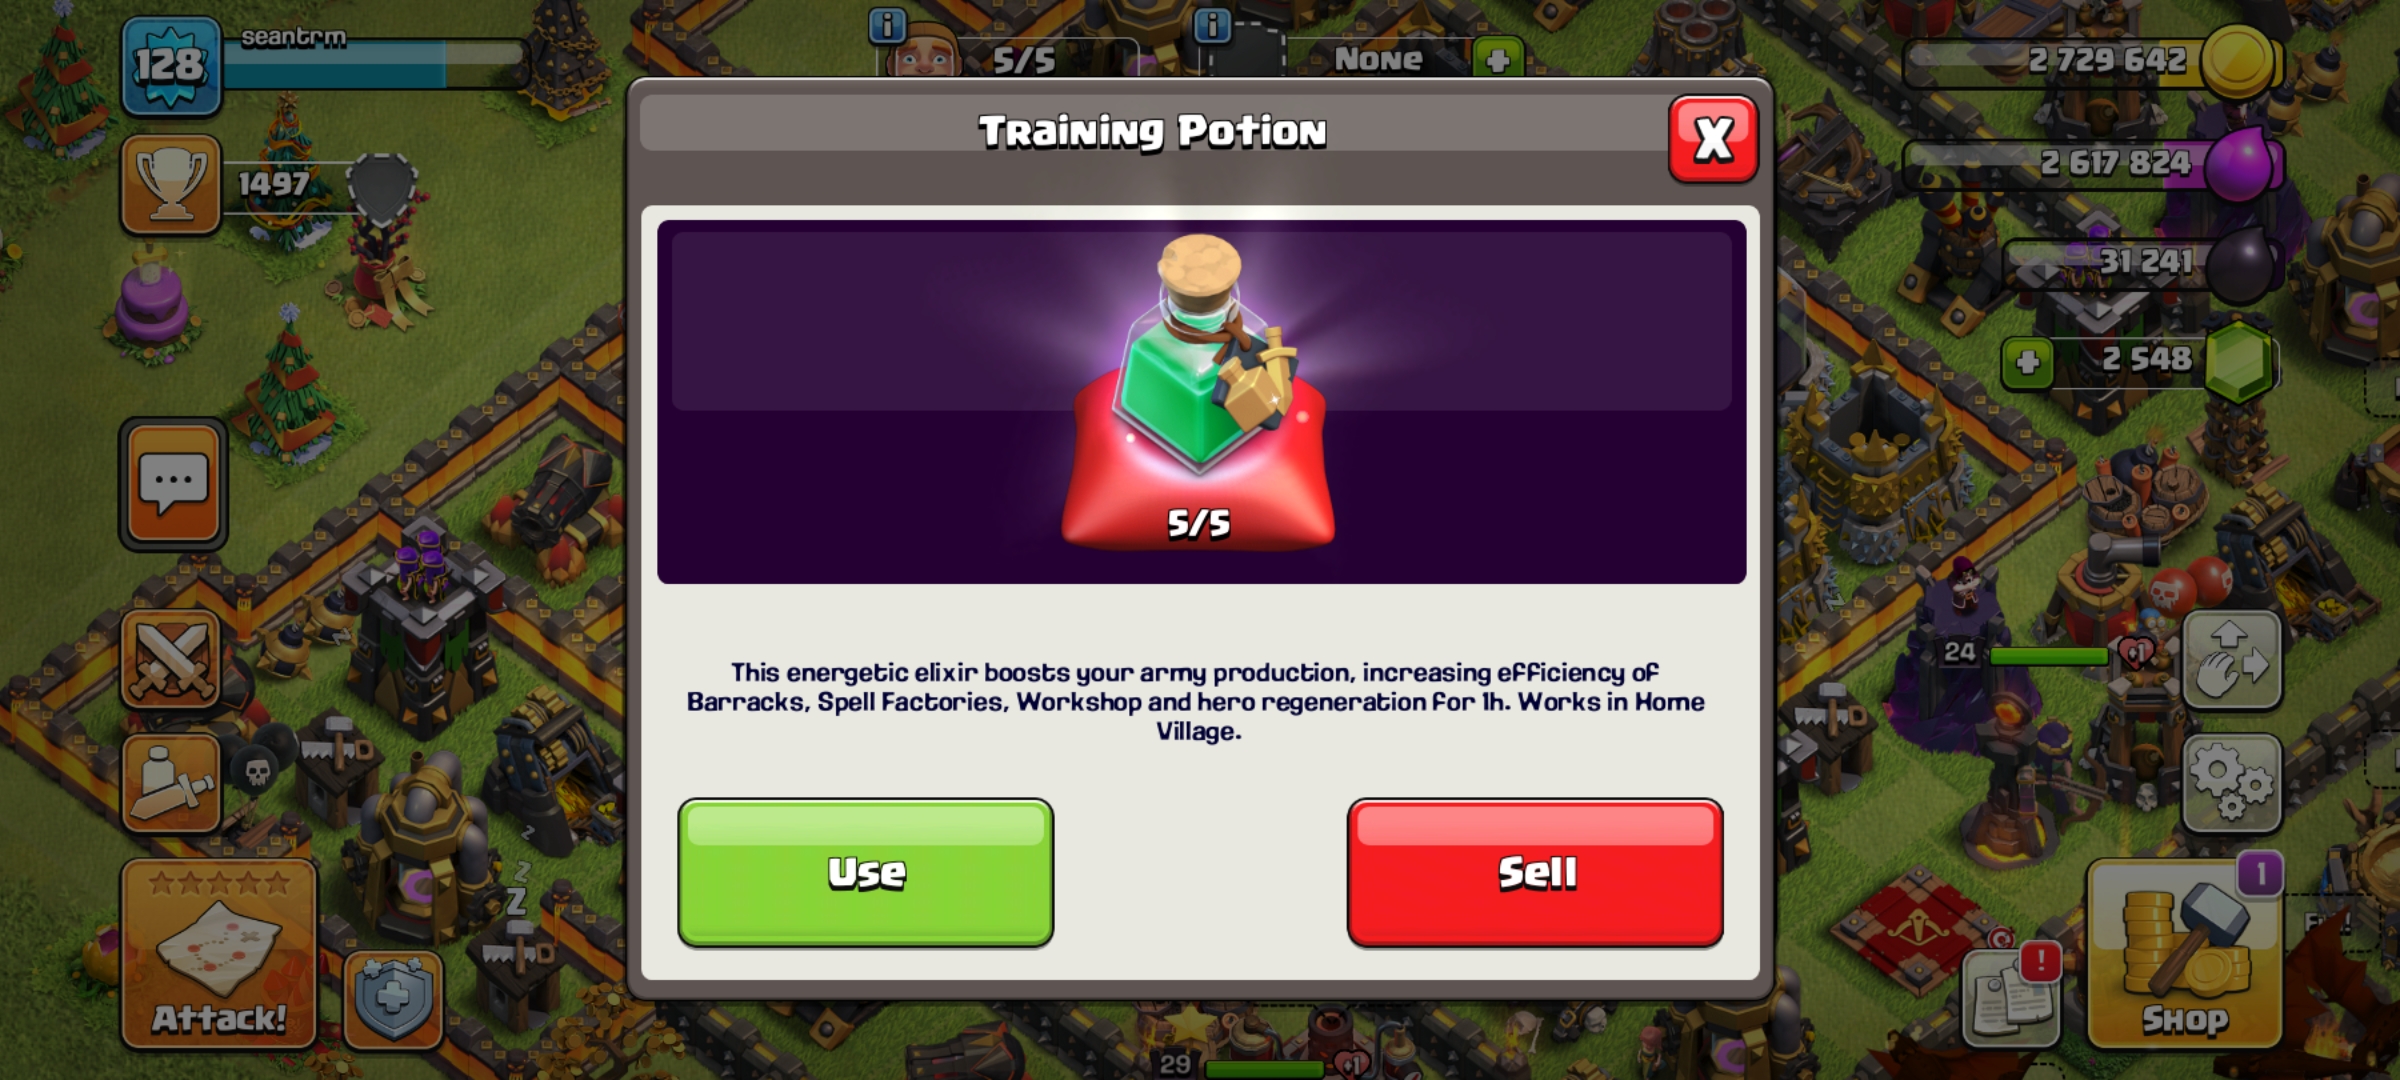 128
seantrm
5/5
None
2 729 642
1497
2 617 824
31 241
2 548
Training Potion
X
5/5
This energetic elixir boosts your army production, increasing efficiency of
Barracks, Spell Factories, Workshop and hero regeneration for 1h. Works in Home
Village.
Use
Sell
24
+1
z
Z
Z
Attack!
1
!
Shop
29
+1